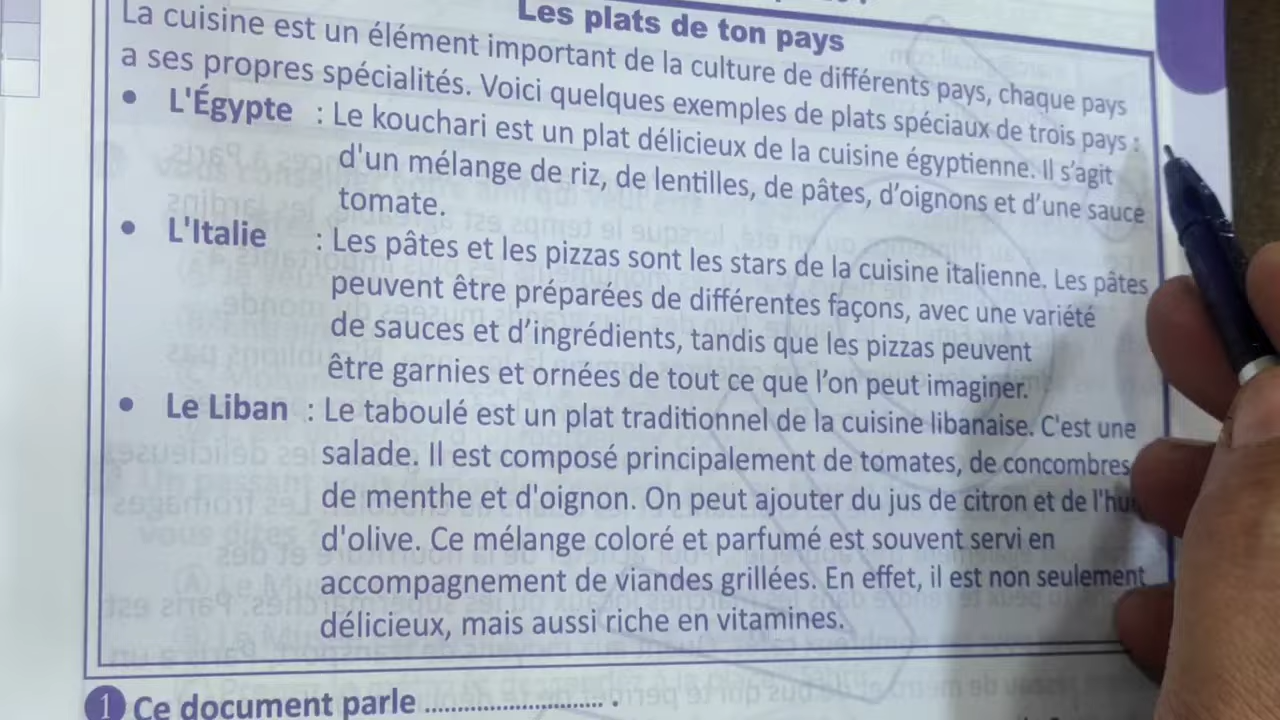 Les plats de ton pays
La cuisine est un élément important de la culture de différents pays, chaque pays
a ses propres spécialités. Voici quelques exemples de plats spéciaux de trois pays :
• L'Égypte : Le kouchari est un plat délicieux de la cuisine égyptienne. Il s'agit
d'un mélange de riz, de lentilles, de pâtes, d'oignons et d'une sauce
tomate.
• L'Italie : Les pâtes et les pizzas sont les stars de la cuisine italienne. Les pâtes
peuvent être préparées de différentes façons, avec une variété
de sauces et d'ingrédients, tandis que les pizzas peuvent
être garnies et ornées de tout ce que l'on peut imaginer.
• Le Liban : Le taboulé est un plat traditionnel de la cuisine libanaise. C'est une
salade. Il est composé principalement de tomates, de concombres
de menthe et d'oignon. On peut ajouter du jus de citron et de
d'olive. Ce mélange coloré et parfumé est souvent servi en
accompagnement de viandes grillées. En effet, il est non seulement
délicieux, mais aussi riche en vitamines.
1 Ce document parle ............................ .